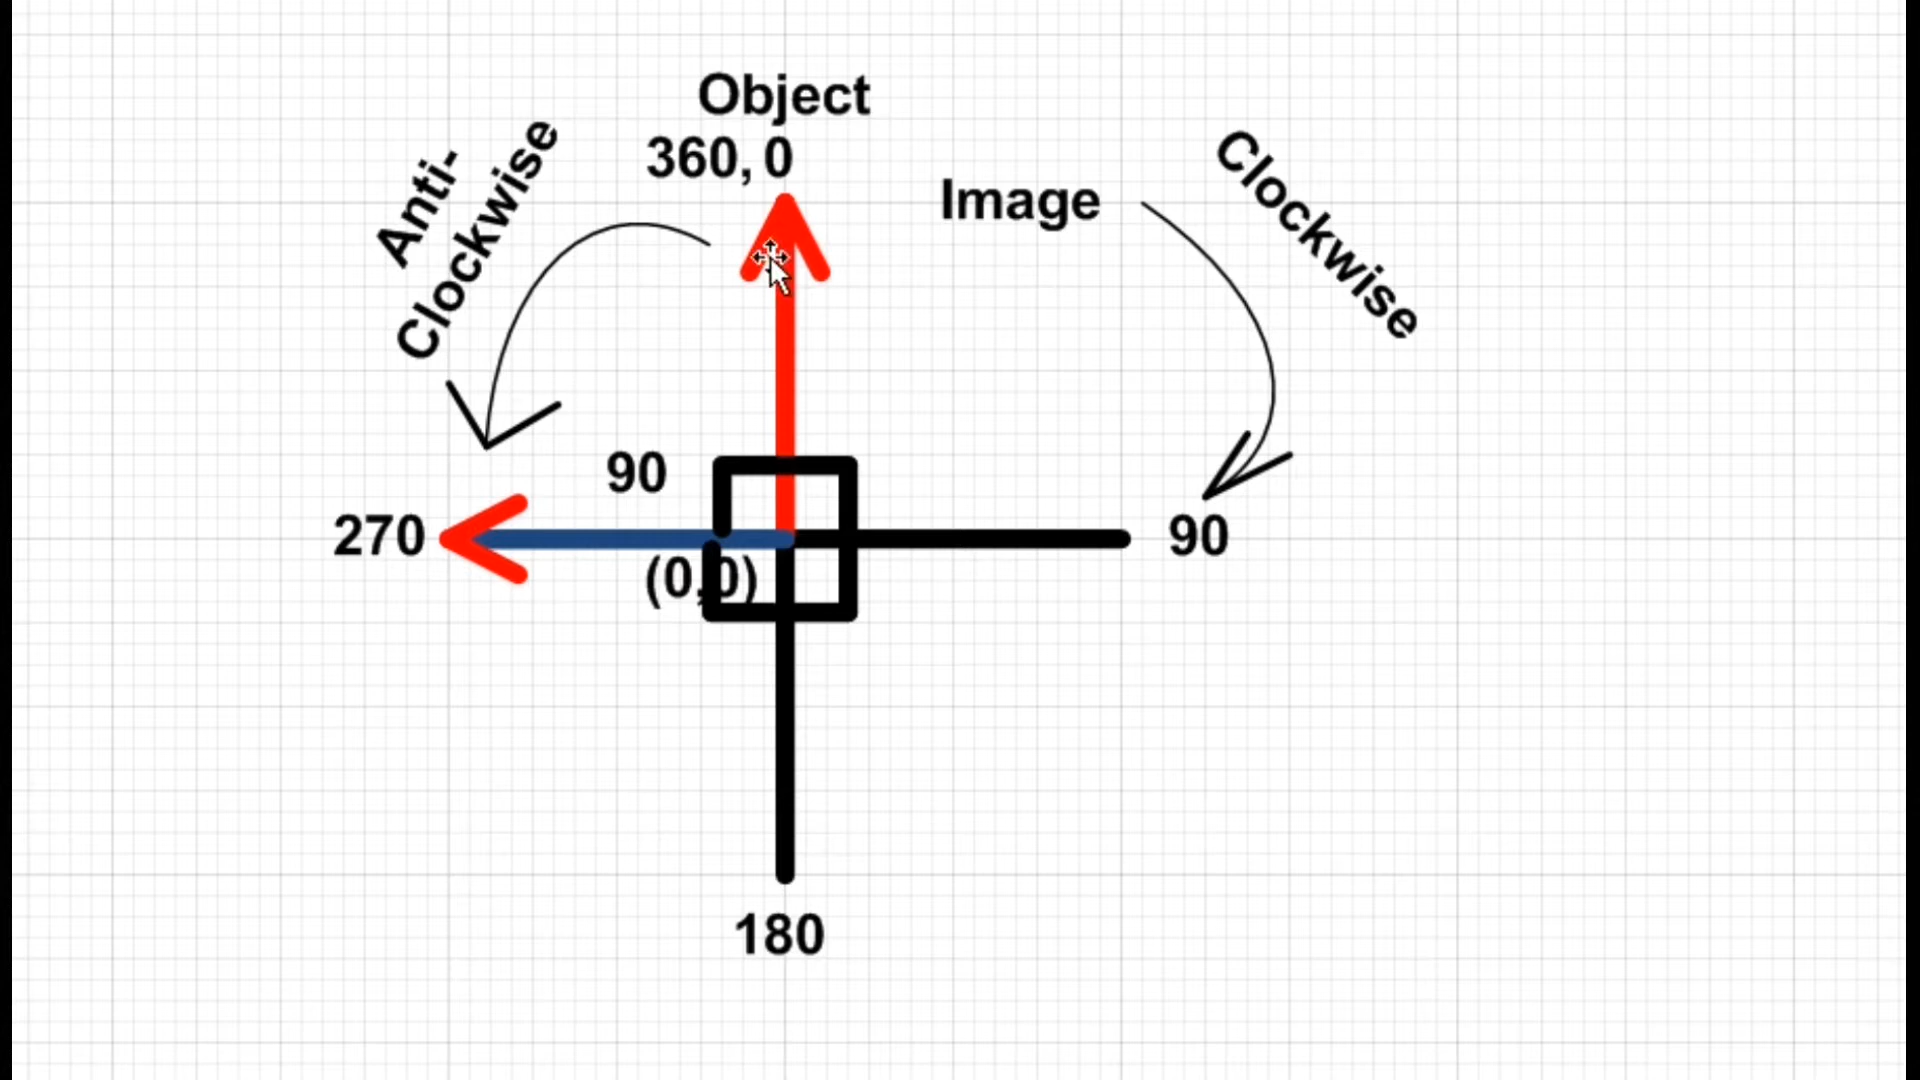 Object
360, 0
Anti-
Clockwise
Image
Clockwise
90
270
90
(0,0)
180